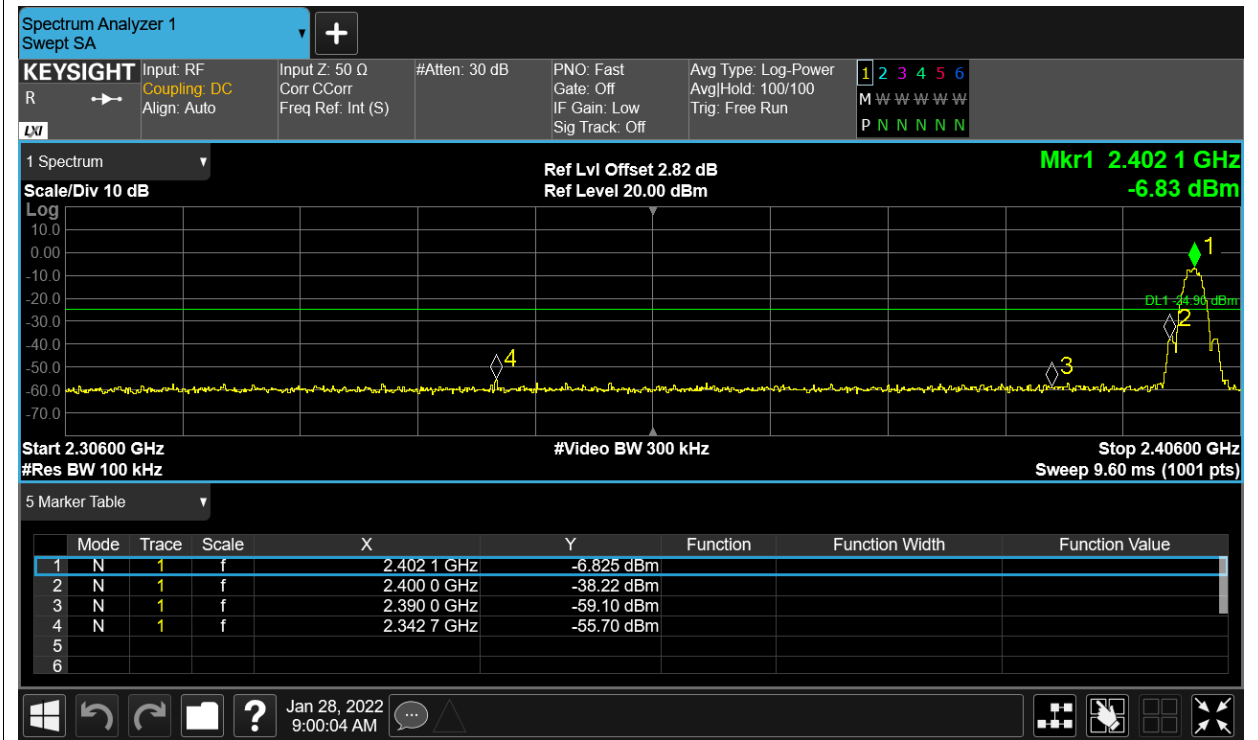 Spectrum Analyzer 1
Swept SA
+
KEYSIGHT
R
LXI
Input: RF
Coupling: DC
Align: Auto
Input Z: 50 Ω
Corr CCorr
Freq Ref: Int (S)
#Atten: 30 dB
PNO: Fast
Gate: Off
IF Gain: Low
Sig Track: Off
Avg Type: Log-Power
Avg|Hold: 100/100
Trig: Free Run
1 2 3 4 5 6
M W W W W W
P N N N N N
1 Spectrum
Scale/Div 10 dB
Ref Lvl Offset 2.82 dB
Ref Level 20.00 dBm
Mkr1 2.402 1 GHz
-6.83 dBm
Log
10.0
0.00
-10.0
-20.0
-30.0
-40.0
-50.0
-60.0
-70.0
1
DL1 -24.90 dBm
2
4
3
Start 2.30600 GHz
#Video BW 300 kHz
Stop 2.40600 GHz
#Res BW 100 kHz
Sweep 9.60 ms (1001 pts)
5 Marker Table
Mode Trace Scale X Y Function Function Width Function Value
1 N 1 f 2.402 1 GHz -6.825 dBm
2 N 1 f 2.400 0 GHz -38.22 dBm
3 N 1 f 2.390 0 GHz -59.10 dBm
4 N 1 f 2.342 7 GHz -55.70 dBm
5
6
?
Jan 28, 2022
9:00:04 AM